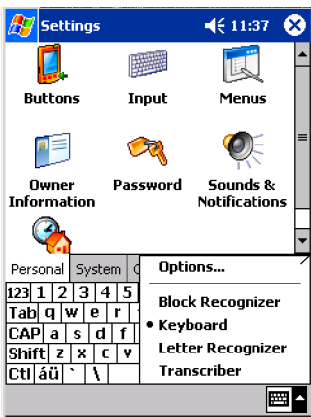 Settings 11:37
Buttons Input Menus
Owner Information Password Sounds & Notifications
Personal System
Options...
Block Recognizer
Keyboard
Letter Recognizer
Transcriber
123 1 2 3 4 5
Tab q w e r
CAP a s d f
Shift z x c v
Ctl áü ` \